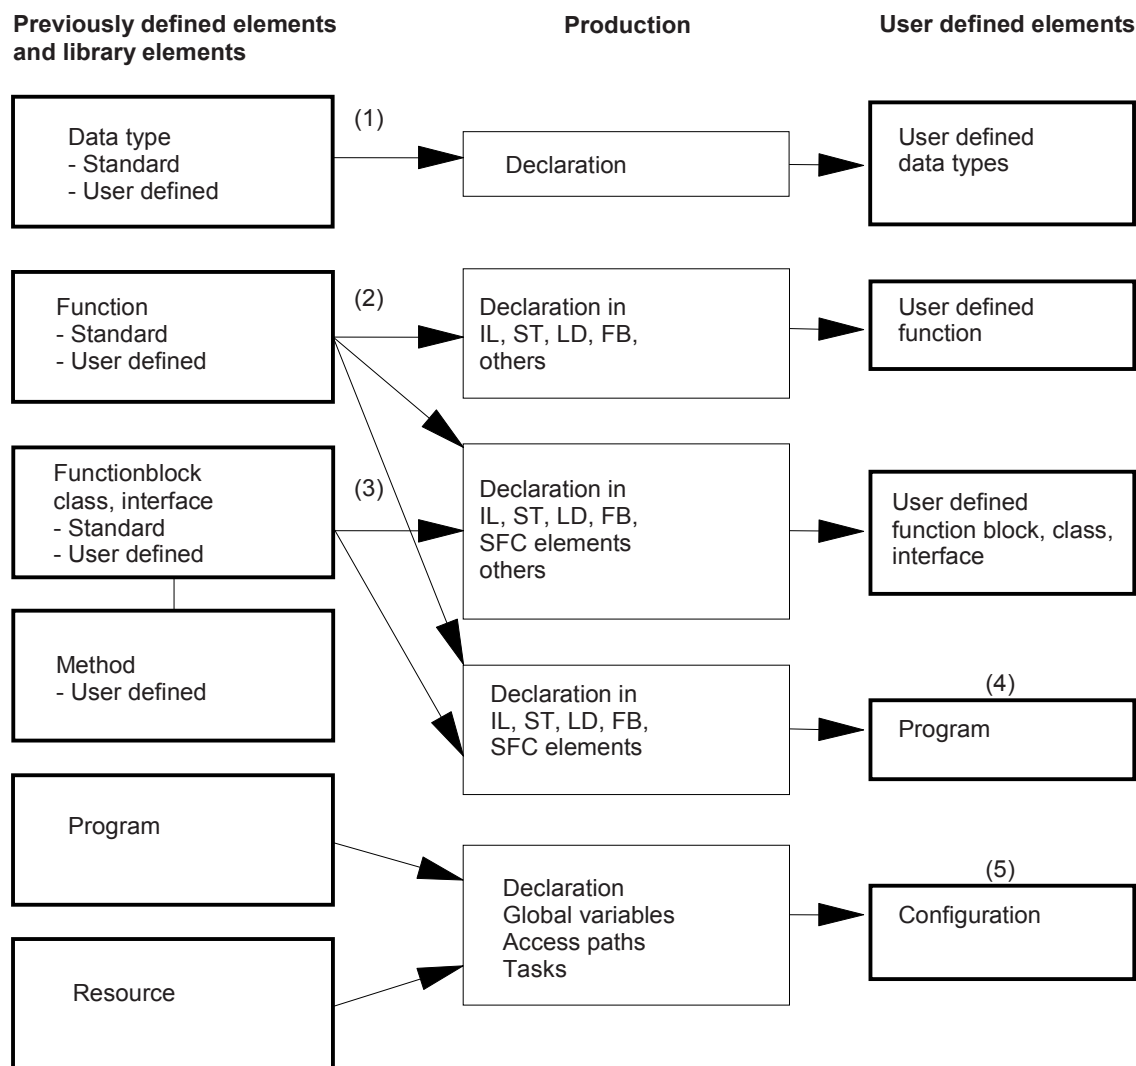 Previously defined elements
and library elements
Production
User defined elements
Data type
- Standard
- User defined
(1)
Declaration
User defined
data types
Function
- Standard
- User defined
(2)
Declaration in
IL, ST, LD, FB,
others
User defined
function
Functionblock
class, interface
- Standard
- User defined
(3)
Declaration in
IL, ST, LD, FB,
SFC elements
others
User defined
function block, class,
interface
Method
- User defined
Declaration in
IL, ST, LD, FB,
SFC elements
(4)
Program
Program
Declaration
Global variables
Access paths
Tasks
(5)
Configuration
Resource